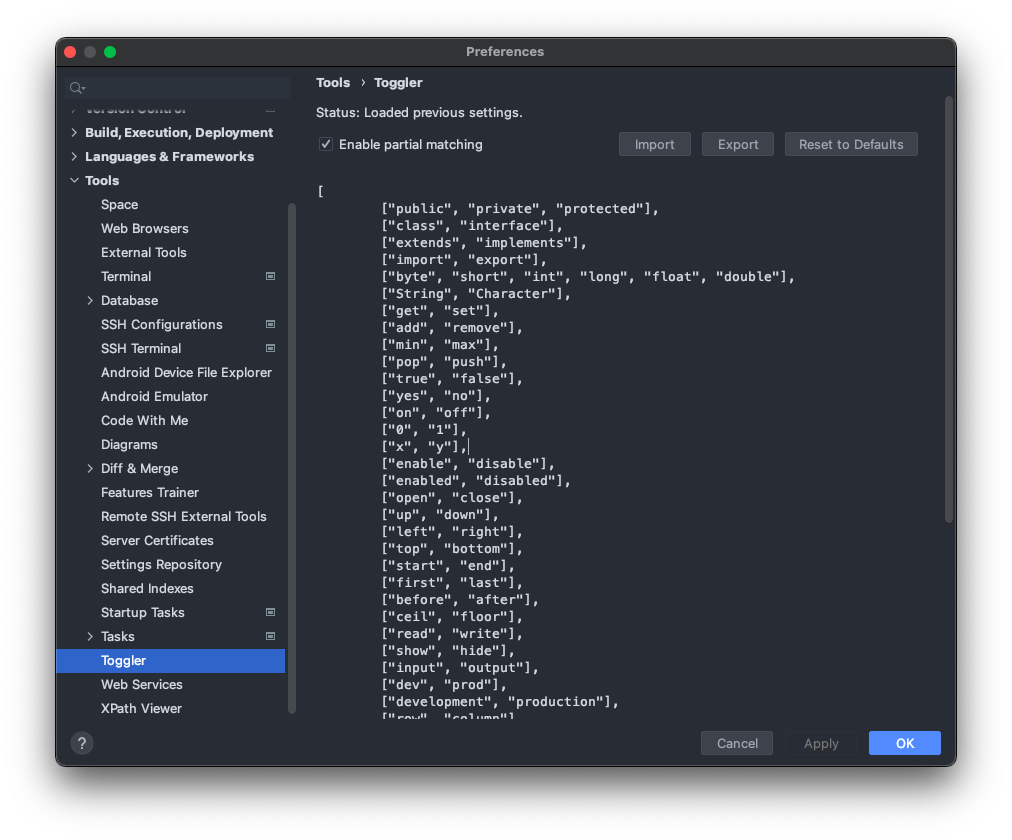 Preferences
Version Control
Build, Execution, Deployment
Languages & Frameworks
Tools
Space
Web Browsers
External Tools
Terminal
Database
SSH Configurations
SSH Terminal
Android Device File Explorer
Android Emulator
Code With Me
Diagrams
Diff & Merge
Features Trainer
Remote SSH External Tools
Server Certificates
Settings Repository
Shared Indexes
Startup Tasks
Tasks
Toggler
Web Services
XPath Viewer
?
Tools › Toggler
Status: Loaded previous settings.
Enable partial matching
Import Export Reset to Defaults
[
["public", "private", "protected"],
["class", "interface"],
["extends", "implements"],
["import", "export"],
["byte", "short", "int", "long", "float", "double"],
["String", "Character"],
["get", "set"],
["add", "remove"],
["min", "max"],
["pop", "push"],
["true", "false"],
["yes", "no"],
["on", "off"],
["0", "1"],
["x", "y"],
["enable", "disable"],
["enabled", "disabled"],
["open", "close"],
["up", "down"],
["left", "right"],
["top", "bottom"],
["start", "end"],
["first", "last"],
["before", "after"],
["ceil", "floor"],
["read", "write"],
["show", "hide"],
["input", "output"],
["dev", "prod"],
["development", "production"],
["row", "column"]
Cancel Apply OK